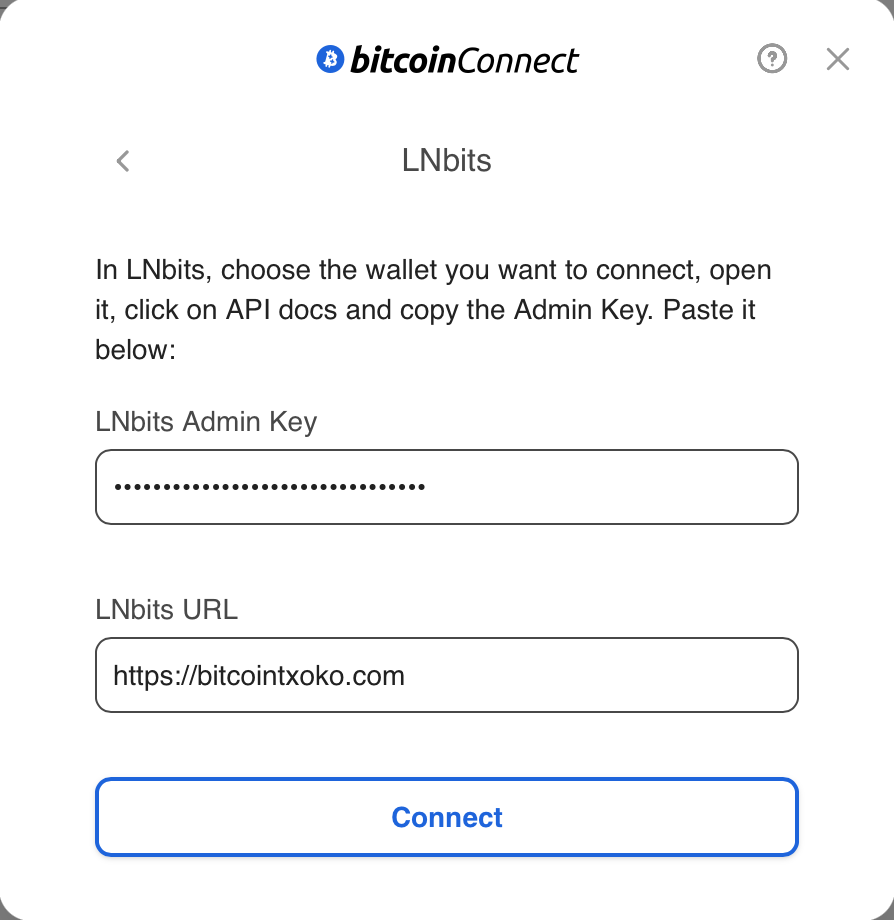 bitcoinConnect
LNbits
In LNbits, choose the wallet you want to connect, open
it, click on API docs and copy the Admin Key. Paste it
below:
LNbits Admin Key
••••••••••••••••••••••••••••••••
LNbits URL
https://bitcointxoko.com
Connect